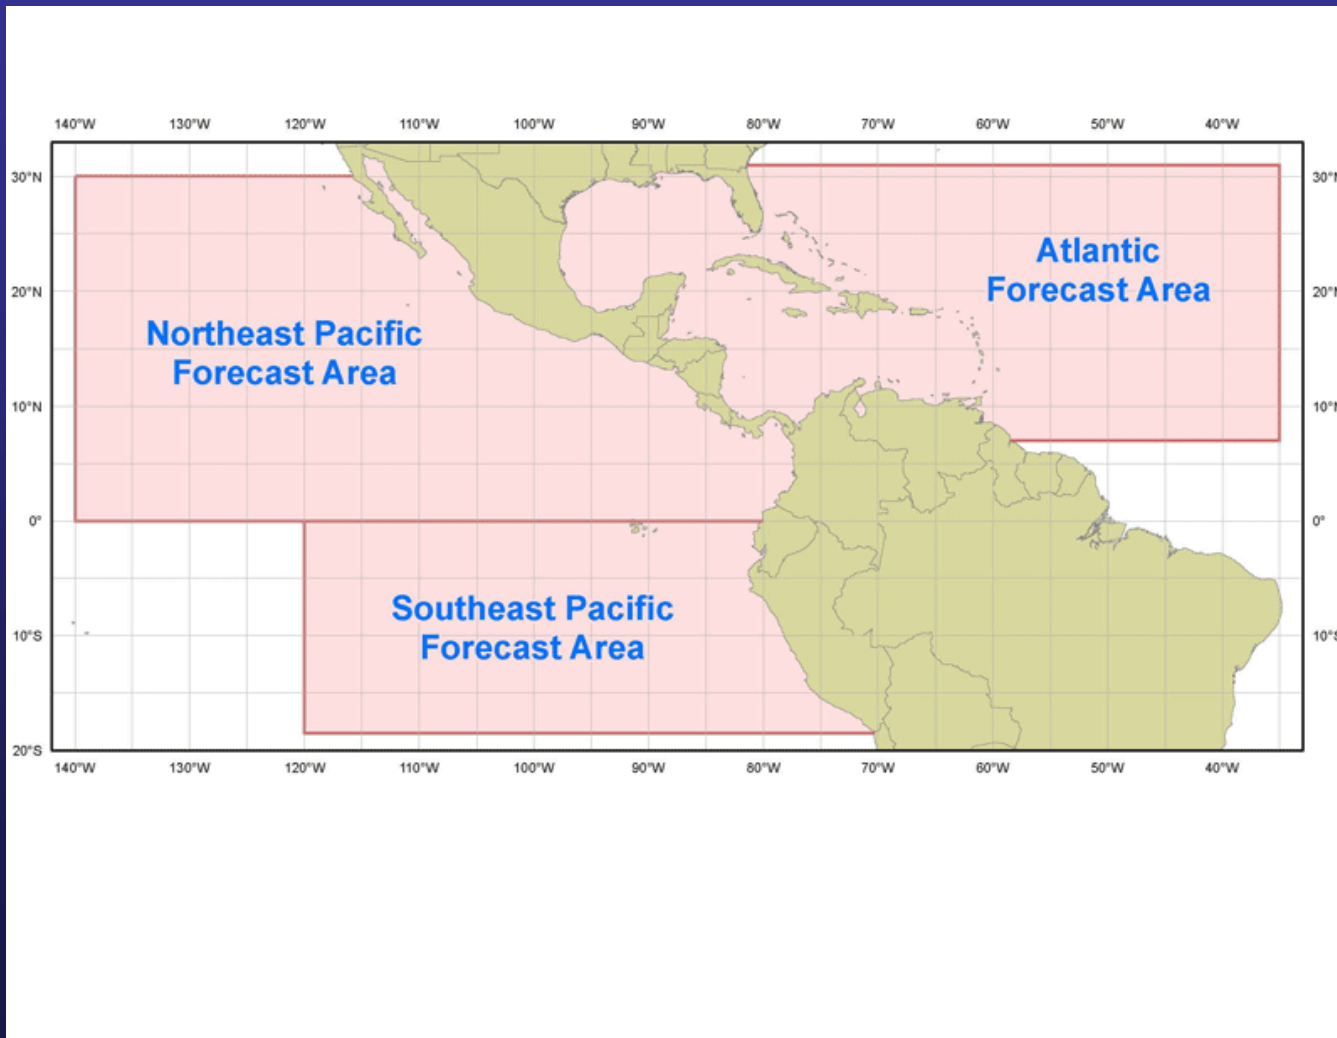 140°W 130°W 120°W 110°W 100°W 90°W 80°W 70°W 60°W 50°W 40°W
30°N 30°N
Atlantic
Forecast Area
20°N 20°N
Northeast Pacific
Forecast Area
10°N 10°N
0° 0°
Southeast Pacific
Forecast Area
10°S 10°S
20°S
140°W 130°W 120°W 110°W 100°W 90°W 80°W 70°W 60°W 50°W 40°W